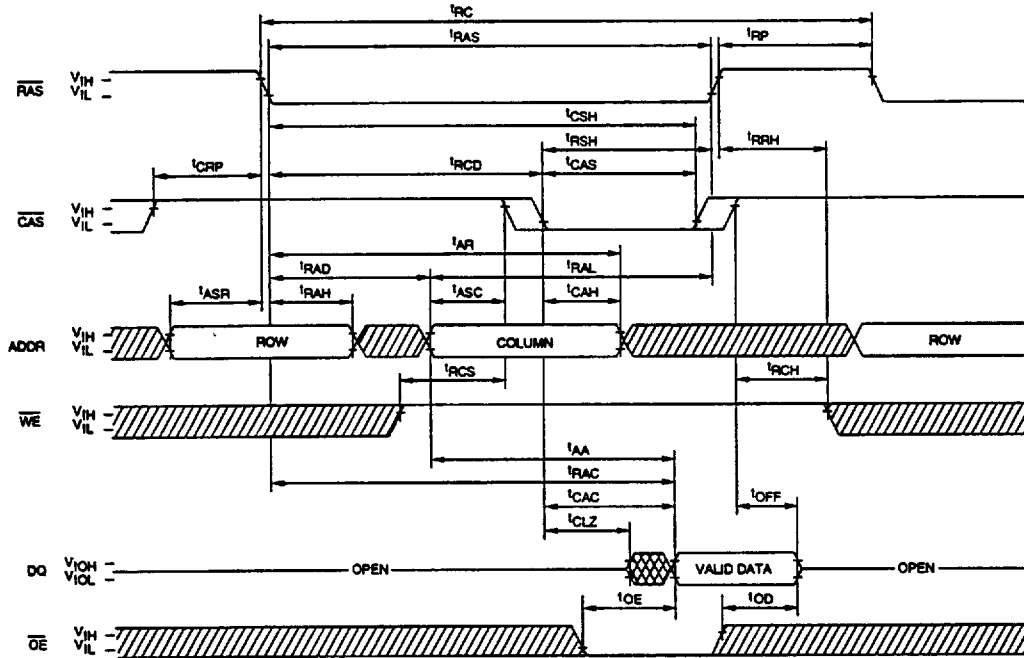 tRC
tRAS
tRP
RAS
VIH
VIL
tCSH
tRSH
tRRH
tCRP
tRCD
tCAS
CAS
VIH
VIL
tAR
tRAD
tRAL
tASR
tRAH
tASC
tCAH
ADDR
VIH
VIL
ROW
COLUMN
ROW
tRCS
tRCH
WE
VIH
VIL
tAA
tRAC
tCAC
tOFF
tCLZ
DQ
VIOH
VIOL
OPEN
VALID DATA
OPEN
tOE
tOD
OE
VIH
VIL